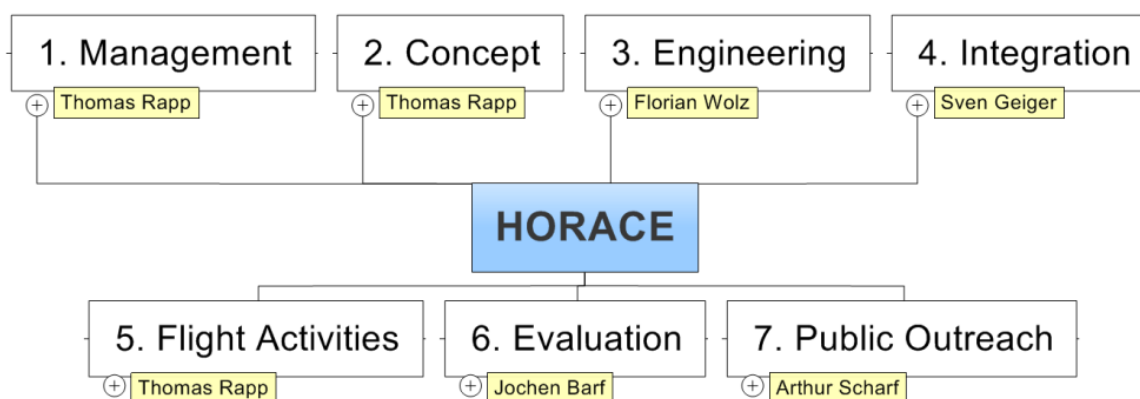 1. Management
2. Concept
3. Engineering
4. Integration
Thomas Rapp
Thomas Rapp
Florian Wolz
Sven Geiger
HORACE
5. Flight Activities
6. Evaluation
7. Public Outreach
Thomas Rapp
Jochen Barf
Arthur Scharf